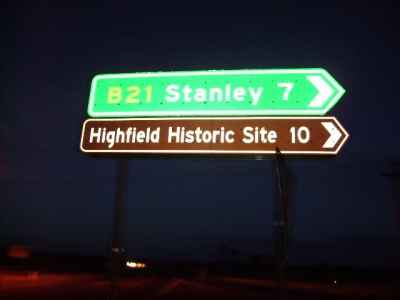 B21 Stanley 7
Highfield Historic Site 10